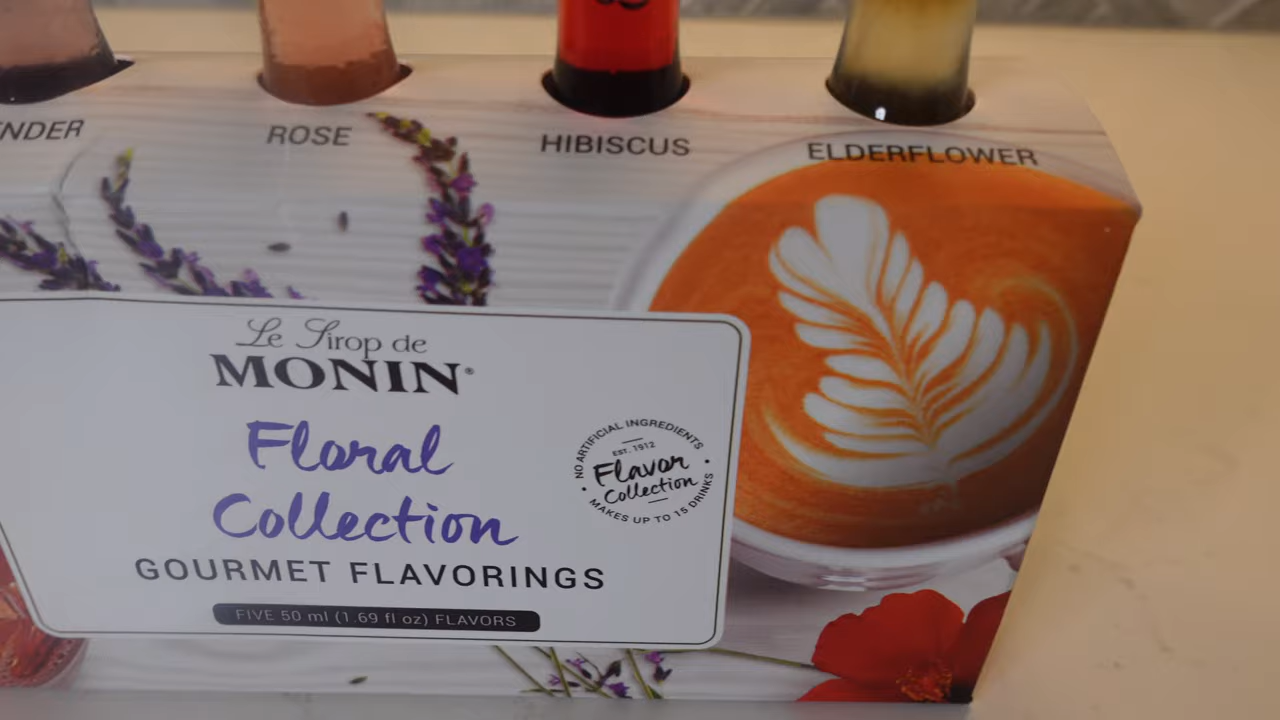 NDER
ROSE
HIBISCUS
ELDERFLOWER
Le Sirop de
MONIN®
Floral
Collection
GOURMET FLAVORINGS
FIVE 50 ml (1.69 fl oz) FLAVORS
NO ARTIFICIAL INGREDIENTS
EST. 1912
Flavor
Collection
MAKES UP TO 15 DRINKS